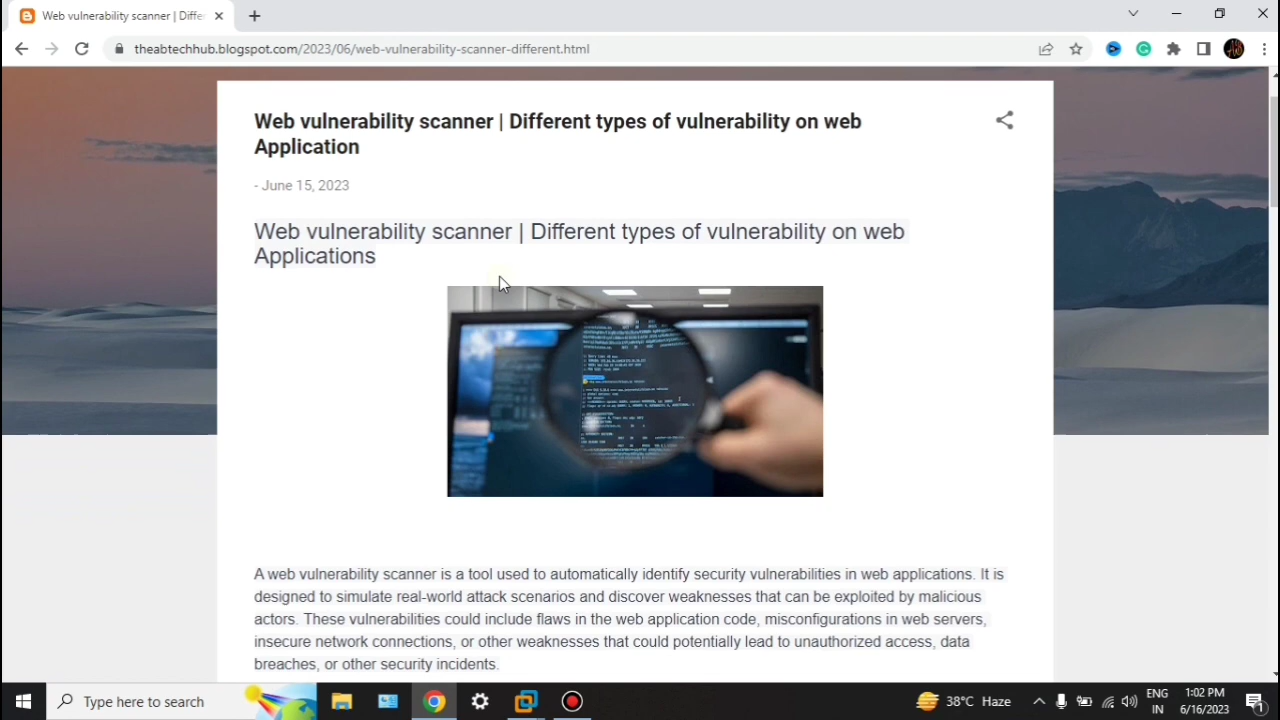 Web vulnerability scanner | Diffe
theabtechhub.blogspot.com/2023/06/web-vulnerability-scanner-different.html
Web vulnerability scanner | Different types of vulnerability on web
Application
- June 15, 2023
Web vulnerability scanner | Different types of vulnerability on web
Applications
A web vulnerability scanner is a tool used to automatically identify security vulnerabilities in web applications. It is
designed to simulate real-world attack scenarios and discover weaknesses that can be exploited by malicious
actors. These vulnerabilities could include flaws in the web application code, misconfigurations in web servers,
insecure network connections, or other weaknesses that could potentially lead to unauthorized access, data
breaches, or other security incidents.
Type here to search
38°C Haze
ENG
IN
1:02 PM
6/16/2023
1